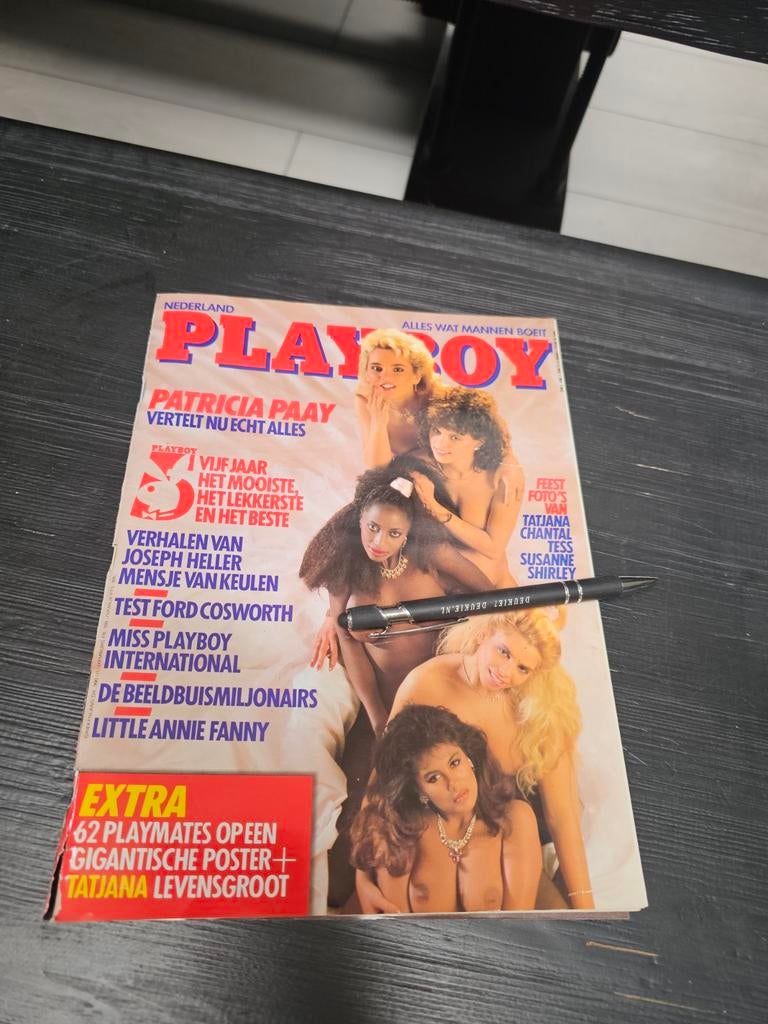 NEDERLAND
ALLES WAT MANNEN BOEIT
PLAYBOY
PATRICIA PAAY
VERTELT NU ECHT ALLES
PLAYBOY
5
VIJF JAAR
HET MOOISTE,
HET LEKKERSTE
EN HET BESTE
FEEST
FOTO'S
VAN
TATJANA
CHANTAL
TESS
SUSANNE
SHIRLEY
VERHALEN VAN
JOSEPH HELLER
MENSJE VAN KEULEN
TEST FORD COSWORTH
MISS PLAYBOY
INTERNATIONAL
DE BEELDBUISMILJONAIRS
LITTLE ANNIE FANNY
DEUKIE? DEUKIE.NL
EXTRA
62 PLAYMATES OP EEN
GIGANTISCHE POSTER+
TATJANA LEVENSGROOT